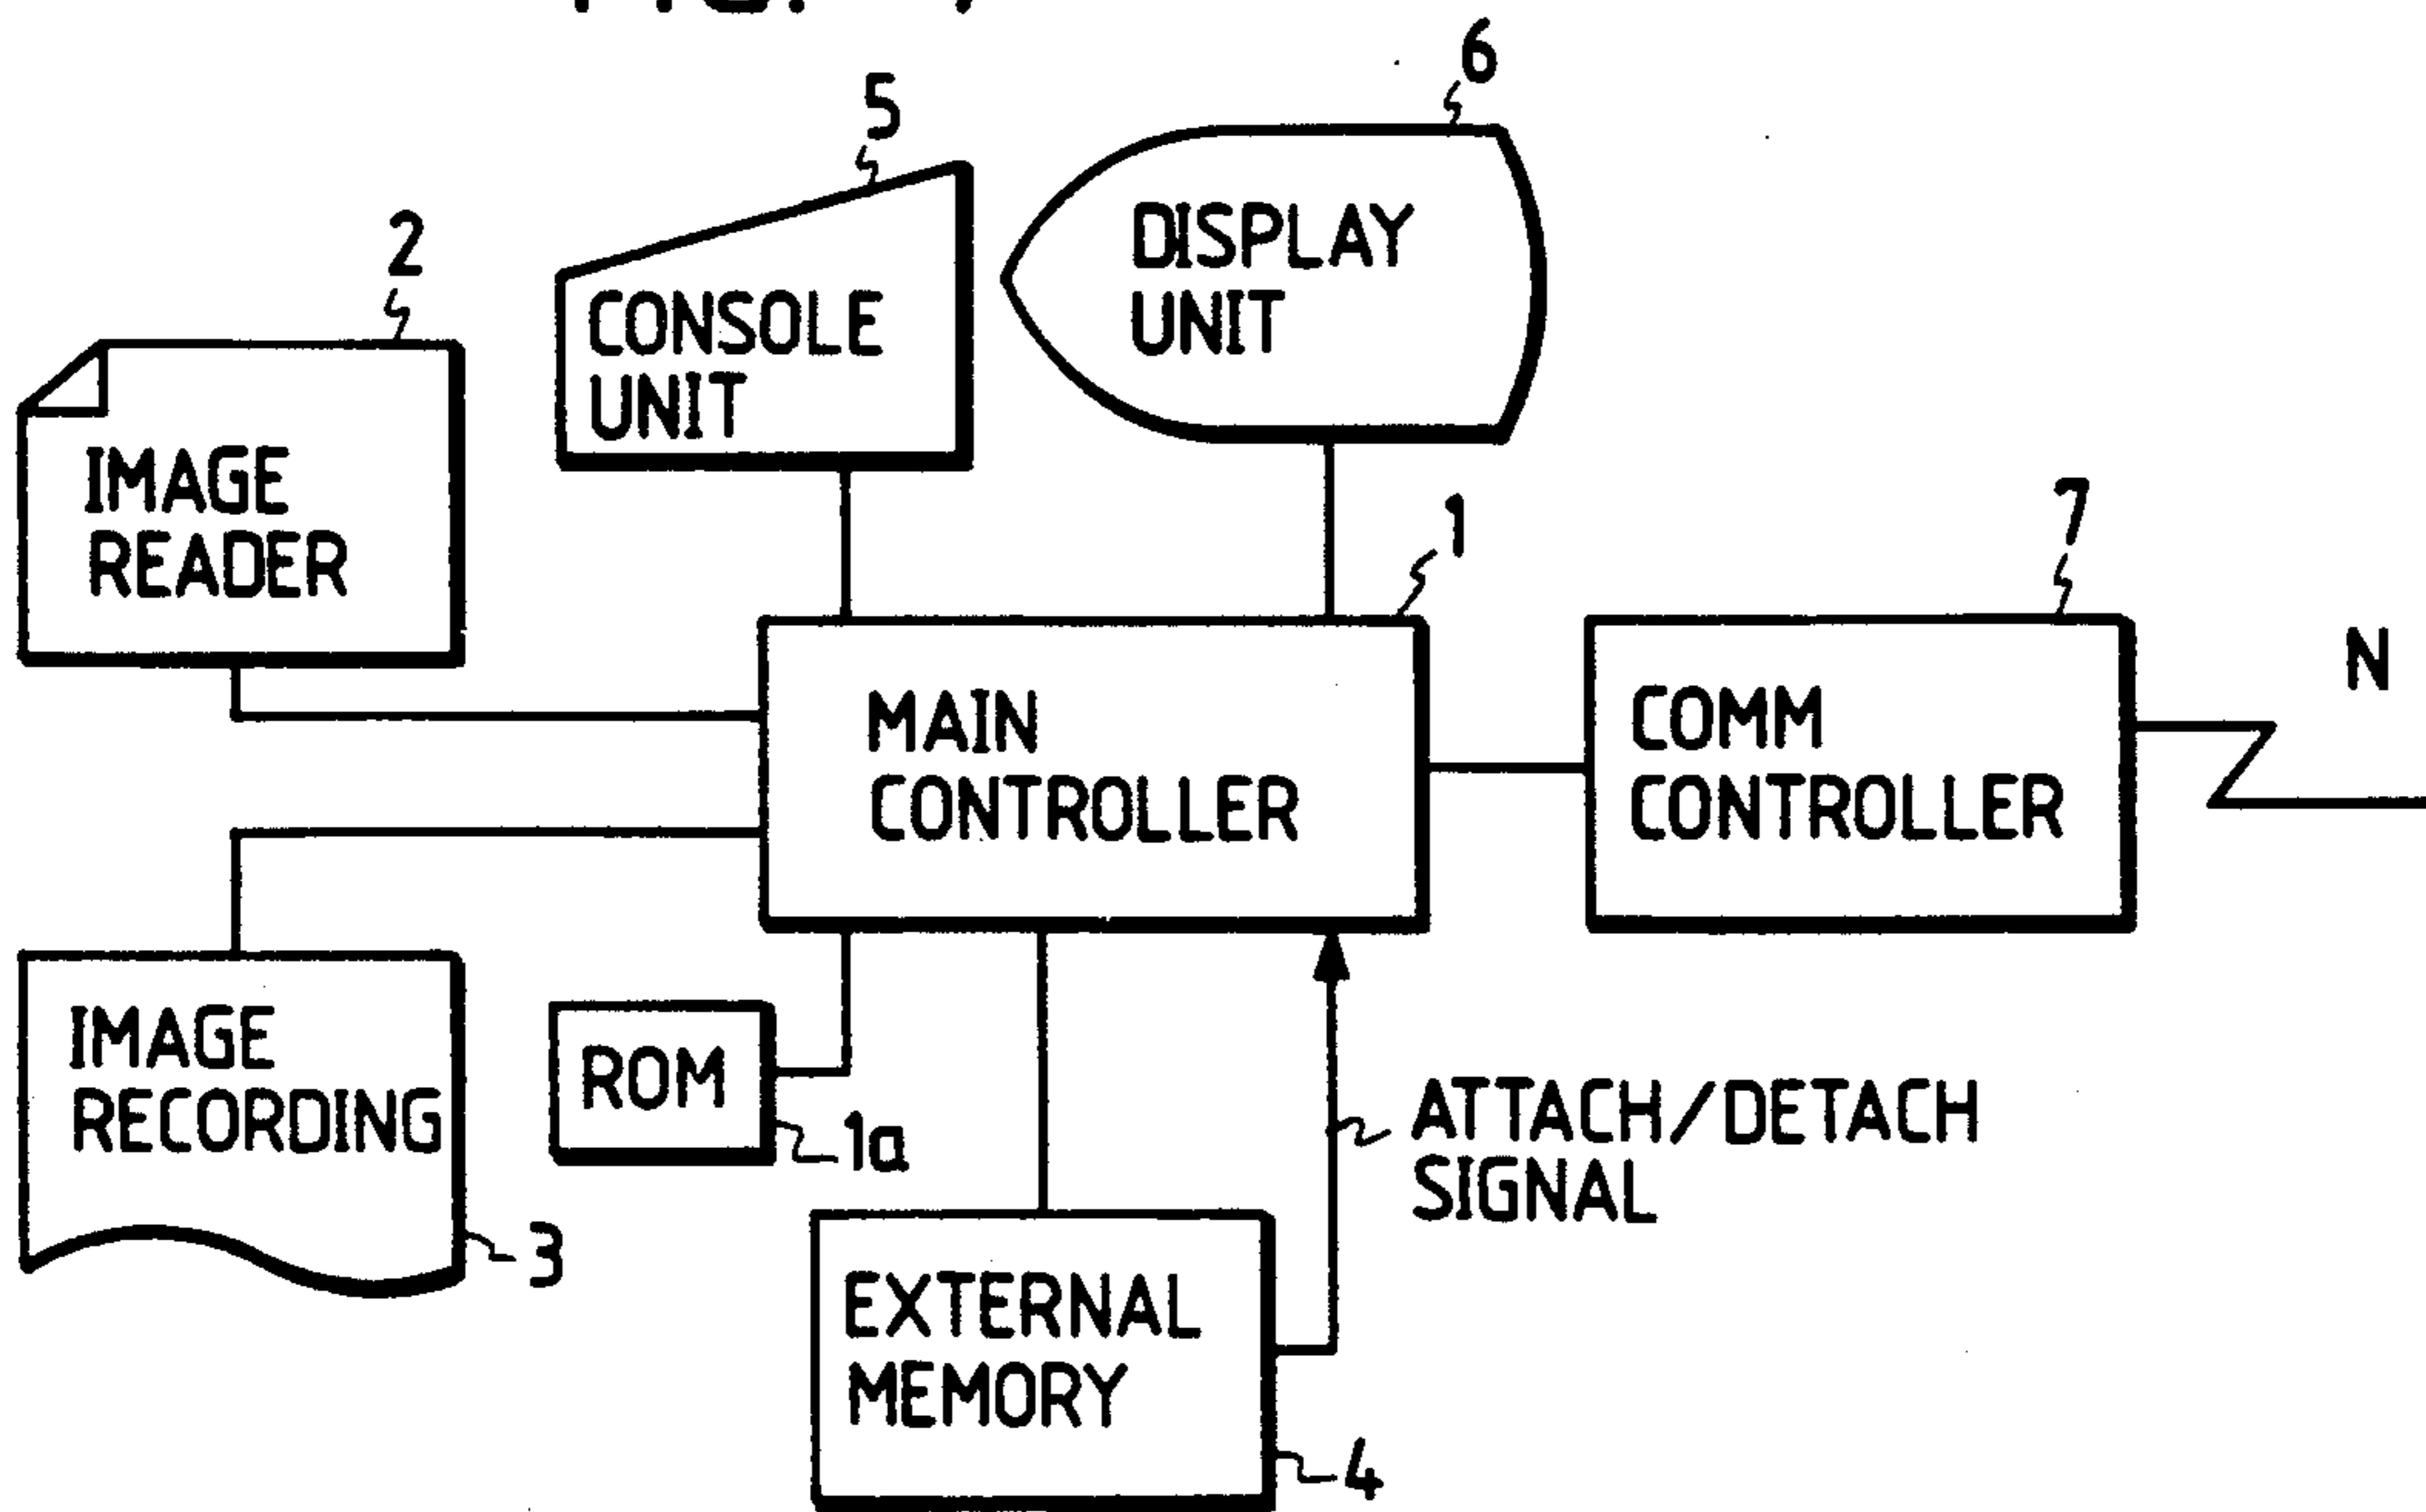 6
5
2
DISPLAY
UNIT
CONSOLE
UNIT
IMAGE
READER
1
7
N
MAIN
CONTROLLER
COMM
CONTROLLER
IMAGE
RECORDING
ROM
1a
ATTACH/DETACH
SIGNAL
3
EXTERNAL
MEMORY
4